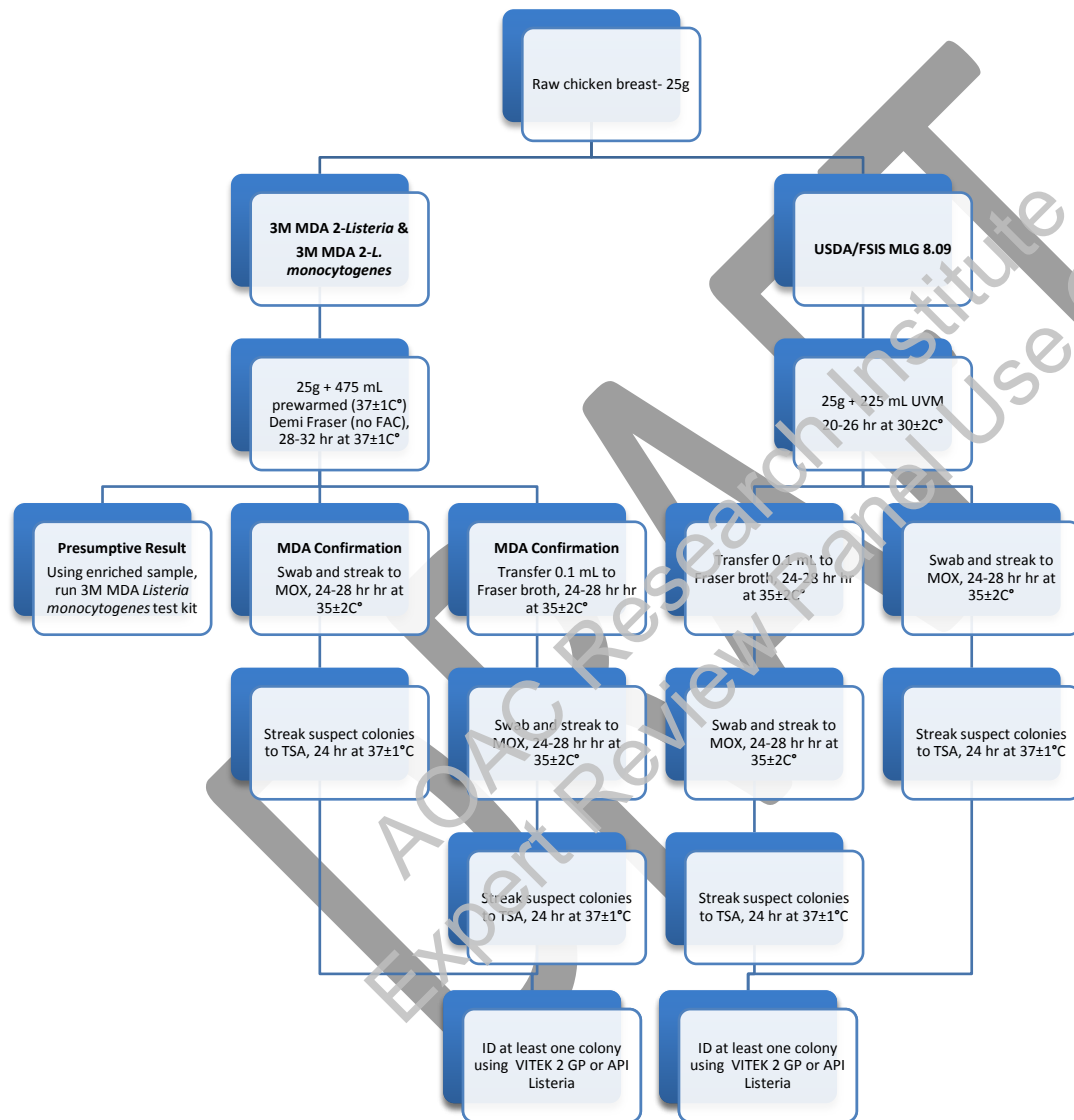 Raw chicken breast- 25g
3M MDA 2-Listeria &
3M MDA 2-L.
monocytogenes
USDA/FSIS MLG 8.09
25g + 475 mL
prewarmed (37±1C°)
Demi Fraser (no FAC),
28-32 hr at 37±1C°
25g + 225 mL UVM
20-26 hr at 30±2C°
Presumptive Result
Using enriched sample,
run 3M MDA Listeria
monocytogenes test kit
MDA Confirmation
Swab and streak to
MOX, 24-28 hr hr at
35±2C°
MDA Confirmation
Transfer 0.1 mL to
Fraser broth, 24-28 hr hr
at 35±2C°
Transfer 0.1 mL to
Fraser broth, 24-28 hr hr
at 35±2C°
Swab and streak to
MOX, 24-28 hr hr at
35±2C°
Streak suspect colonies
to TSA, 24 hr at 37±1°C
Swab and streak to
MOX, 24-28 hr hr at
35±2C°
Swab and streak to
MOX, 24-28 hr hr at
35±2C°
Streak suspect colonies
to TSA, 24 hr at 37±1°C
Streak suspect colonies
to TSA, 24 hr at 37±1°C
Streak suspect colonies
to TSA, 24 hr at 37±1°C
ID at least one colony
using VITEK 2 GP or API
Listeria
ID at least one colony
using VITEK 2 GP or API
Listeria
AOAC Research Institute
Expert Review Panel Use